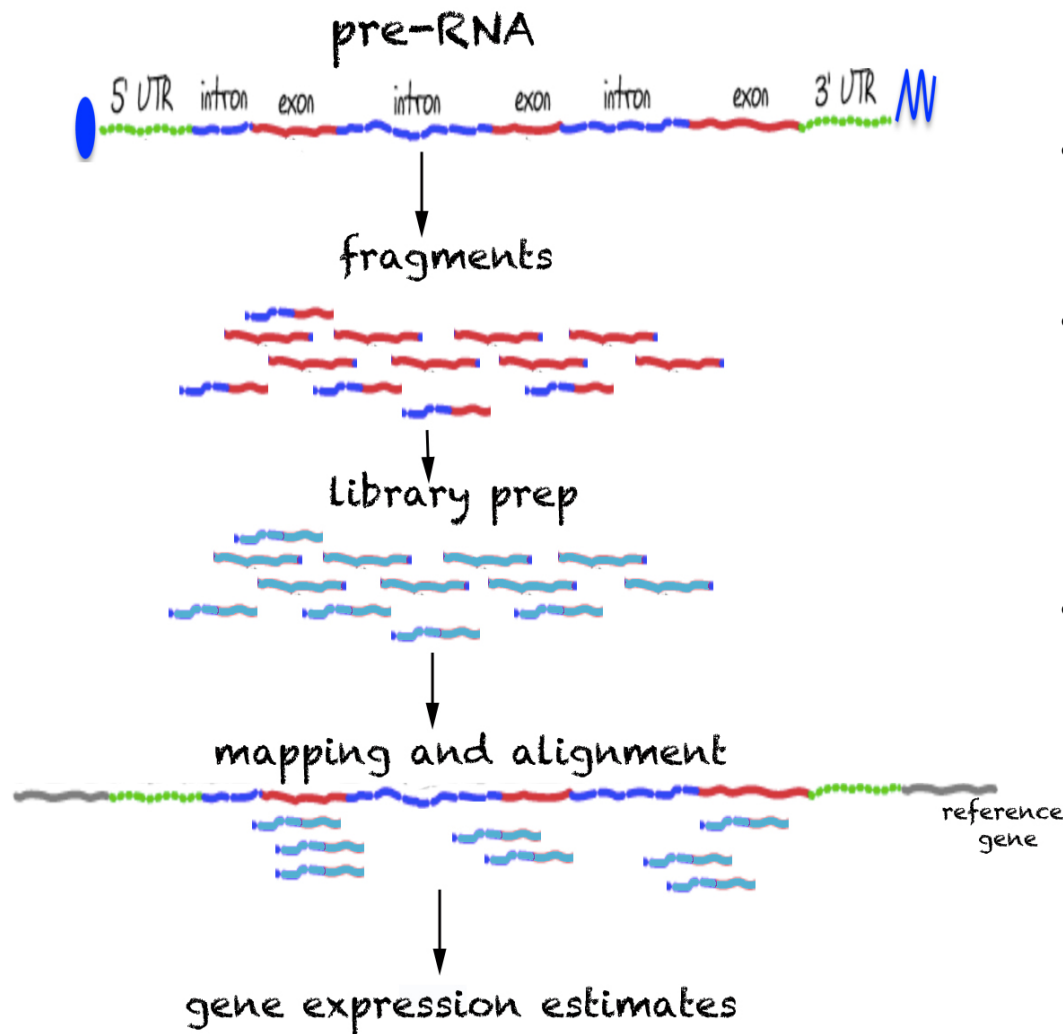 pre-RNA
5' UTR intron exon intron exon intron exon 3' UTR
fragments
library prep
mapping and alignment
reference
gene
gene expression estimates